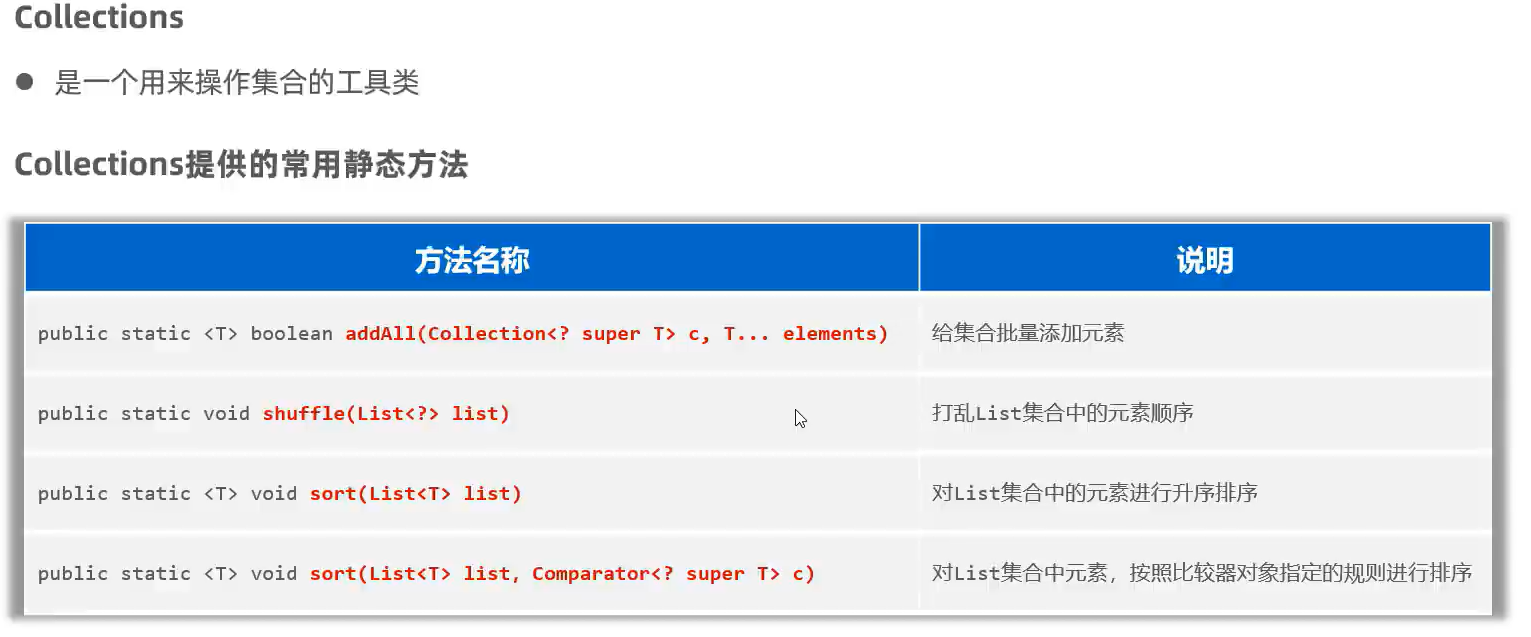 Collections
● 是一个用来操作集合的工具类
Collections提供的常用静态方法
方法名称 说明
public static <T> boolean addAll(Collection<? super T> c, T... elements) 给集合批量添加元素
public static void shuffle(List<?> list) 打乱List集合中的元素顺序
public static <T> void sort(List<T> list) 对List集合中的元素进行升序排序
public static <T> void sort(List<T> list, Comparator<? super T> c) 对List集合中元素，按照比较器对象指定的规则进行排序